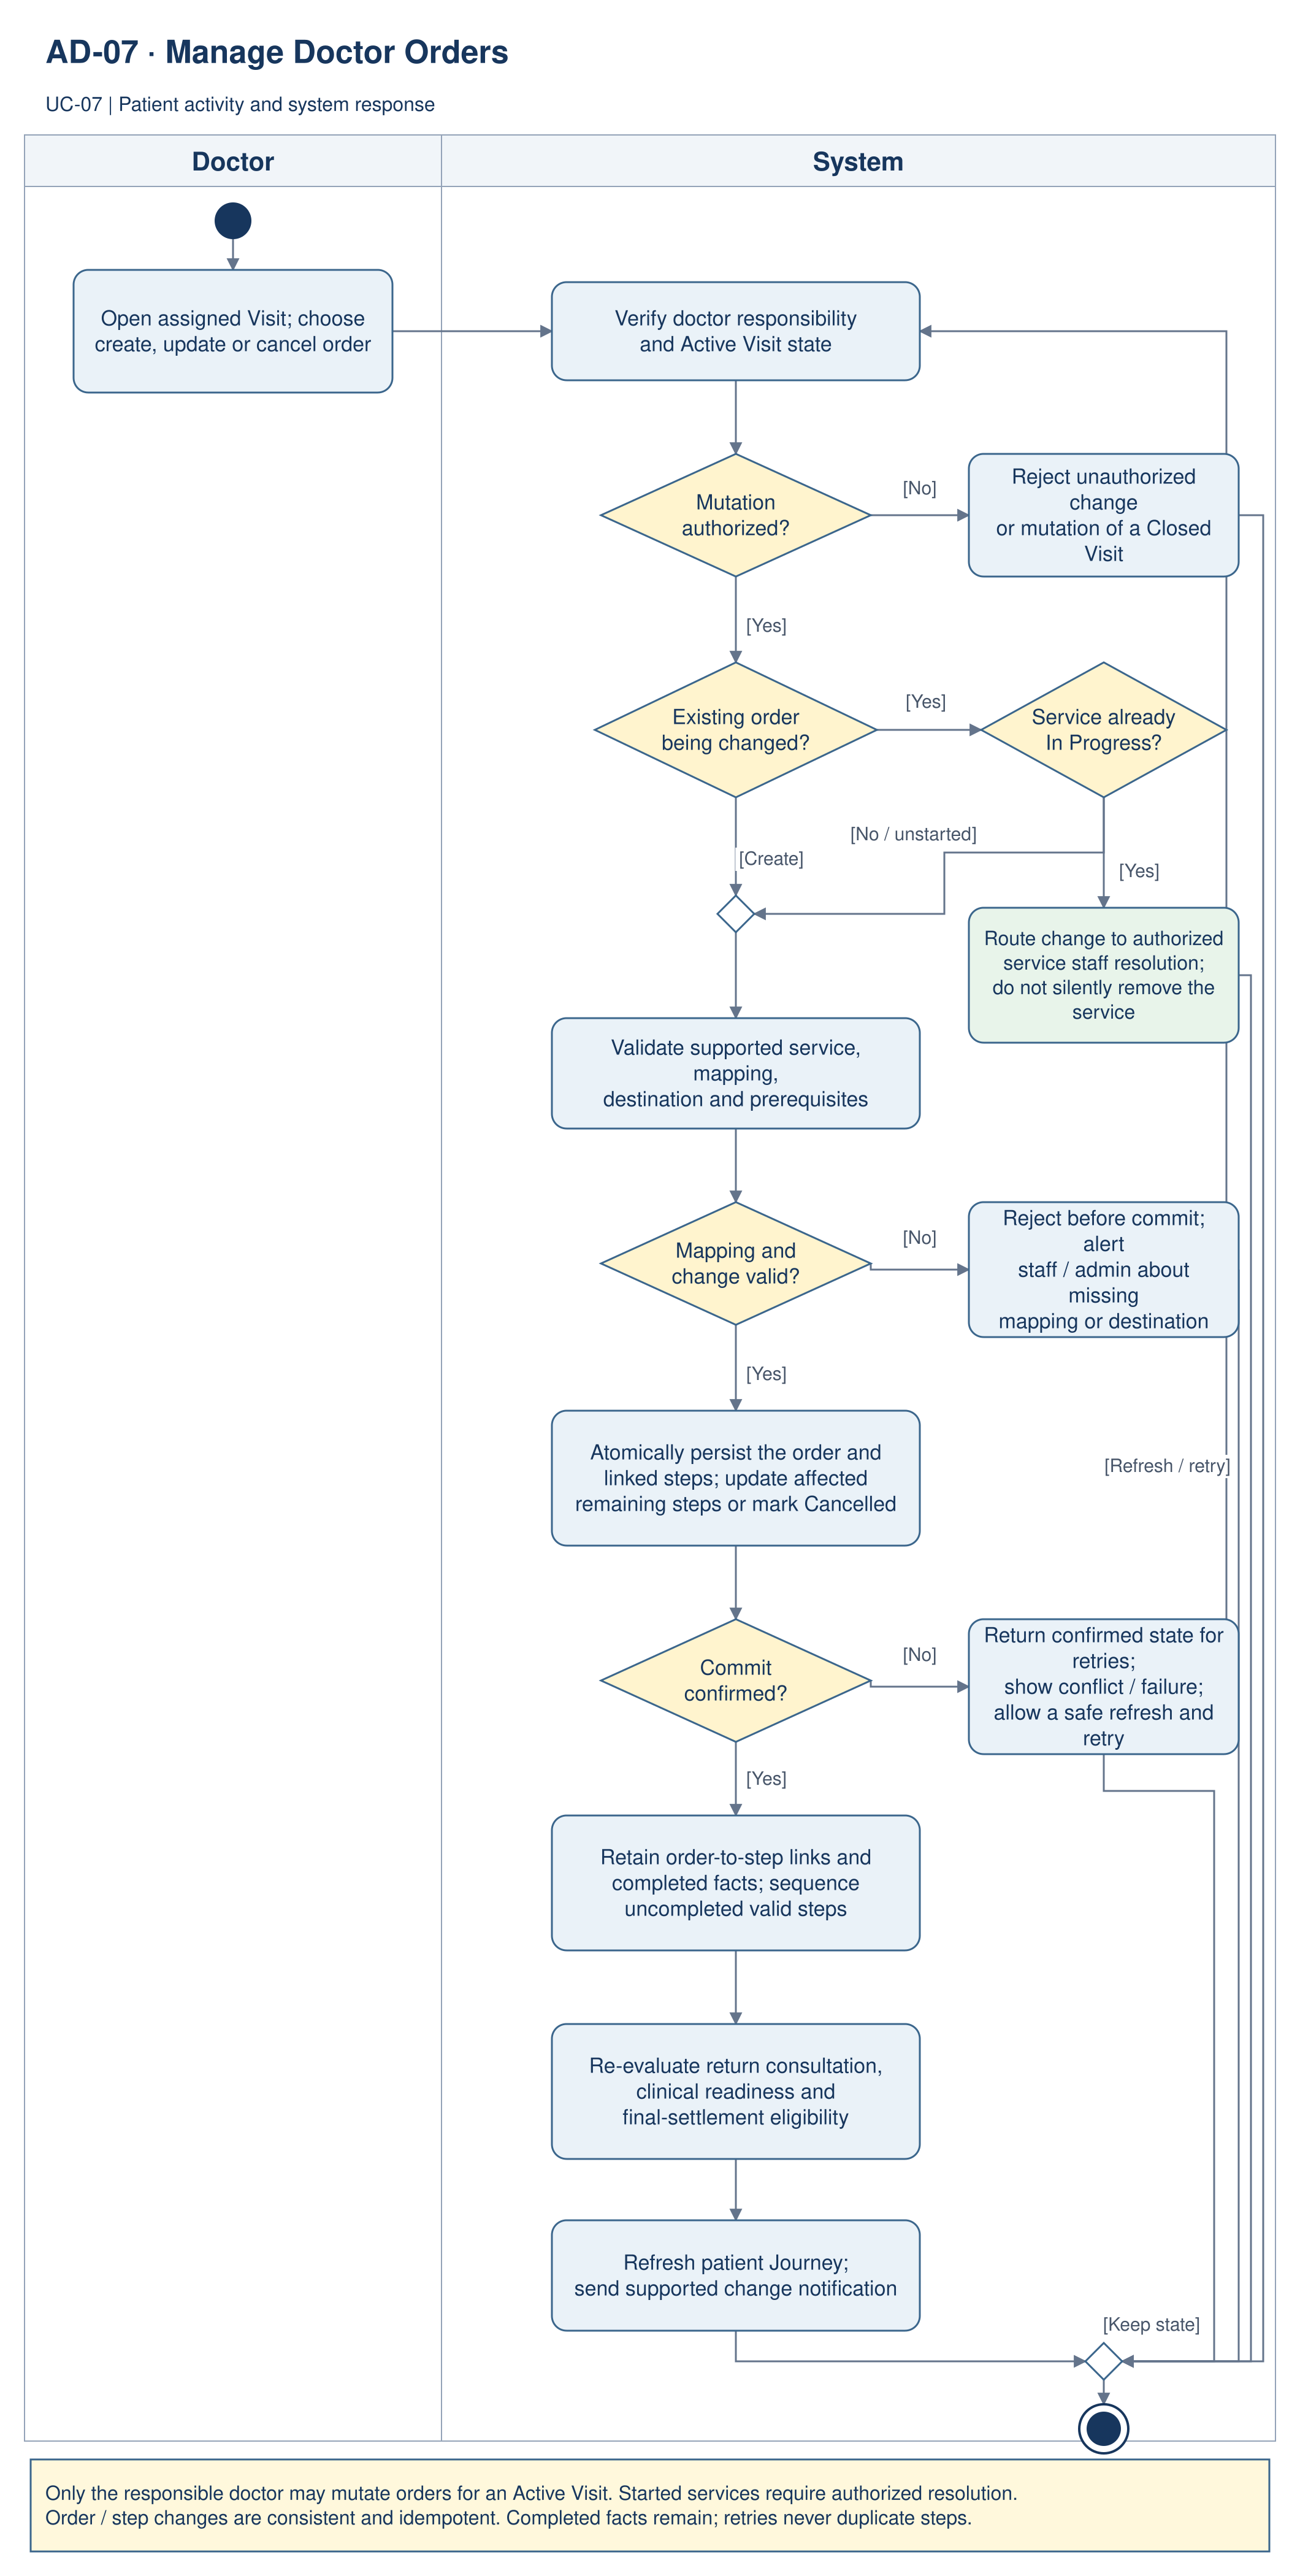 AD-07 · Manage Doctor Orders
UC-07 | Patient activity and system response
Doctor
System
Open assigned Visit; choose
create, update or cancel order
Verify doctor responsibility
and Active Visit state
Mutation
authorized?
[No]
Reject unauthorized
change
or mutation of a Closed
Visit
[Yes]
Existing order
being changed?
[Yes]
Service already
In Progress?
[No / unstarted]
[Create]
[Yes]
Route change to authorized
service staff resolution;
do not silently remove the
service
Validate supported service,
mapping,
destination and prerequisites
Mapping and
change valid?
[No]
Reject before commit;
alert
staff / admin about
missing
mapping or destination
[Yes]
Atomically persist the order and
linked steps; update affected
remaining steps or mark Cancelled
[Refresh / retry]
Commit
confirmed?
[No]
Return confirmed state for
retries;
show conflict / failure;
allow a safe refresh and
retry
[Yes]
Retain order-to-step links and
completed facts; sequence
uncompleted valid steps
Re-evaluate return consultation,
clinical readiness and
final-settlement eligibility
Refresh patient Journey;
send supported change notification
[Keep state]
Only the responsible doctor may mutate orders for an Active Visit. Started services require authorized resolution.
Order / step changes are consistent and idempotent. Completed facts remain; retries never duplicate steps.